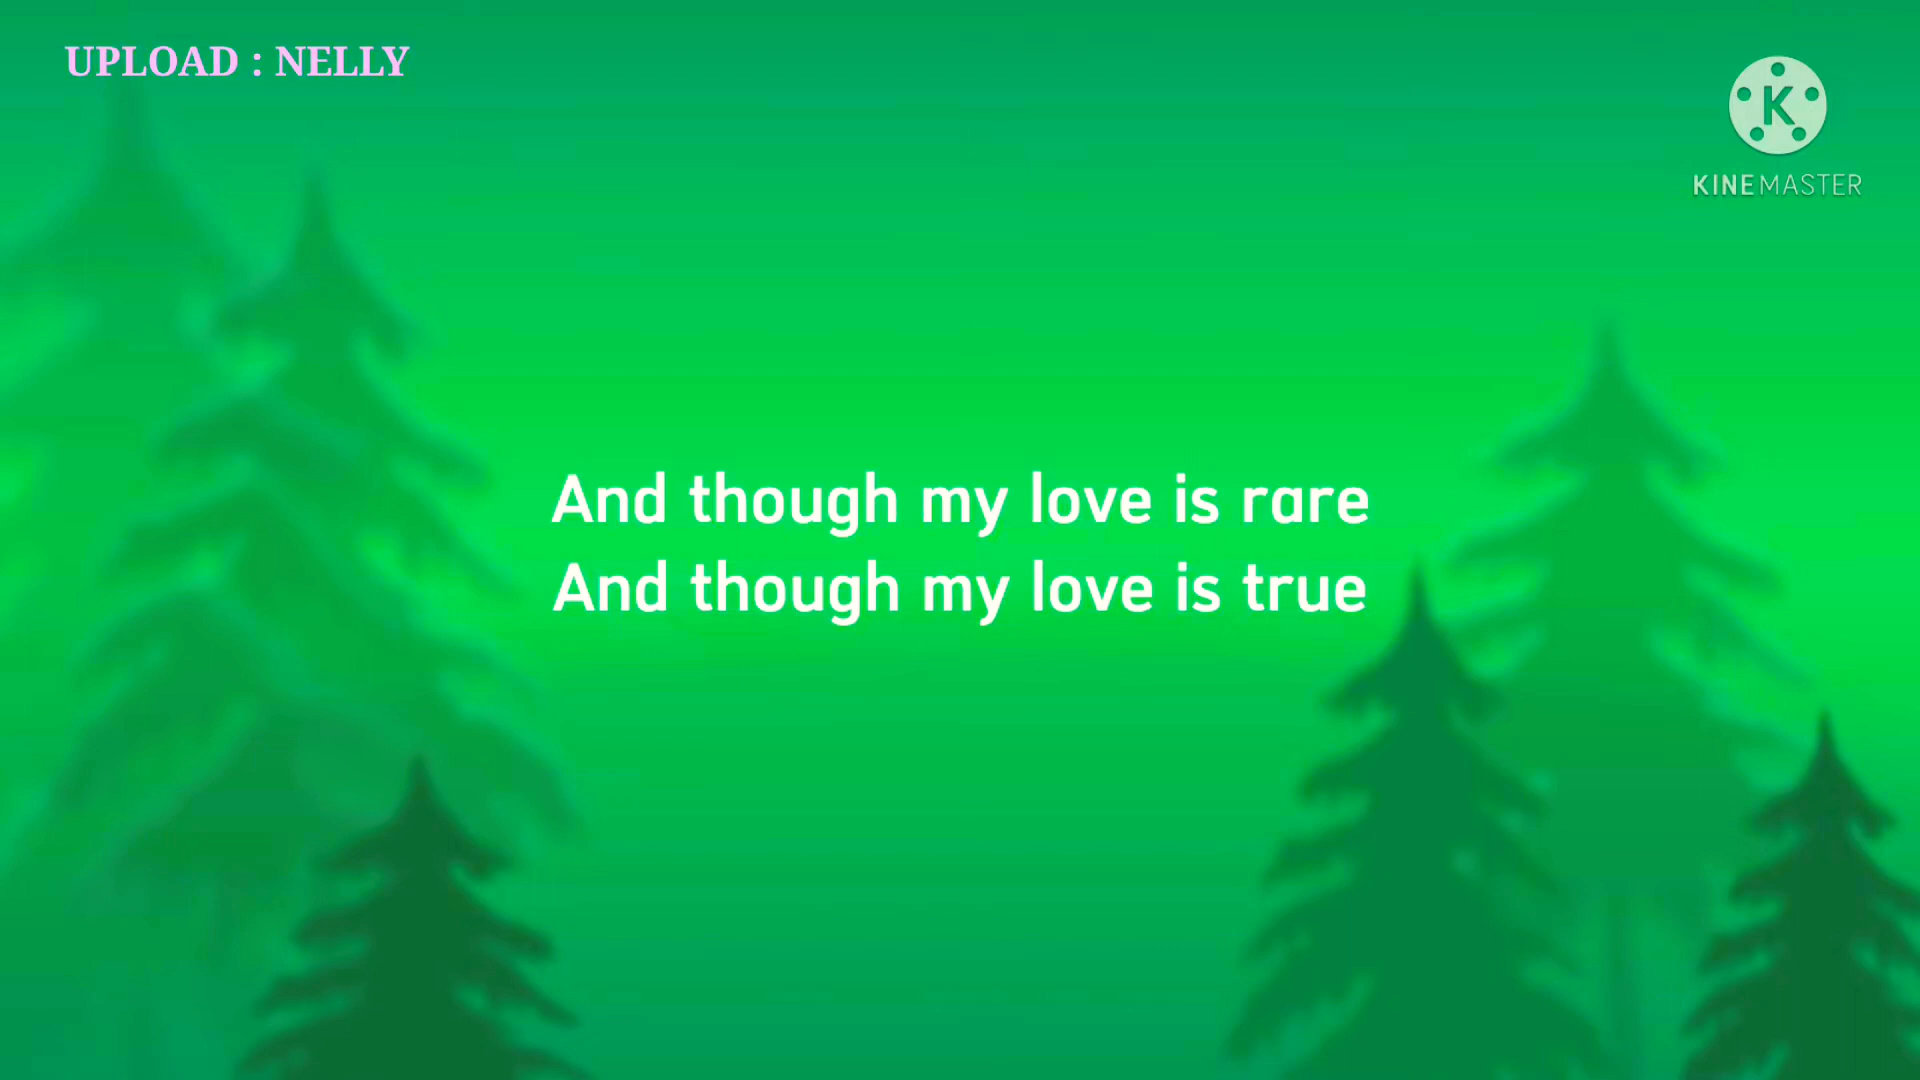 UPLOAD : NELLY
K
KINEMASTER
And though my love is rare
And though my love is true